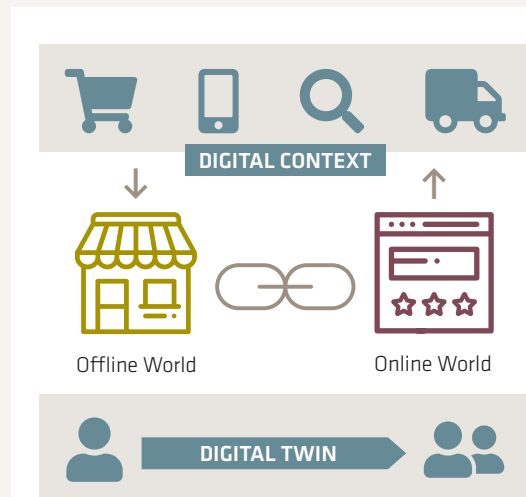 DIGITAL CONTEXT
Offline World
Online World
DIGITAL TWIN